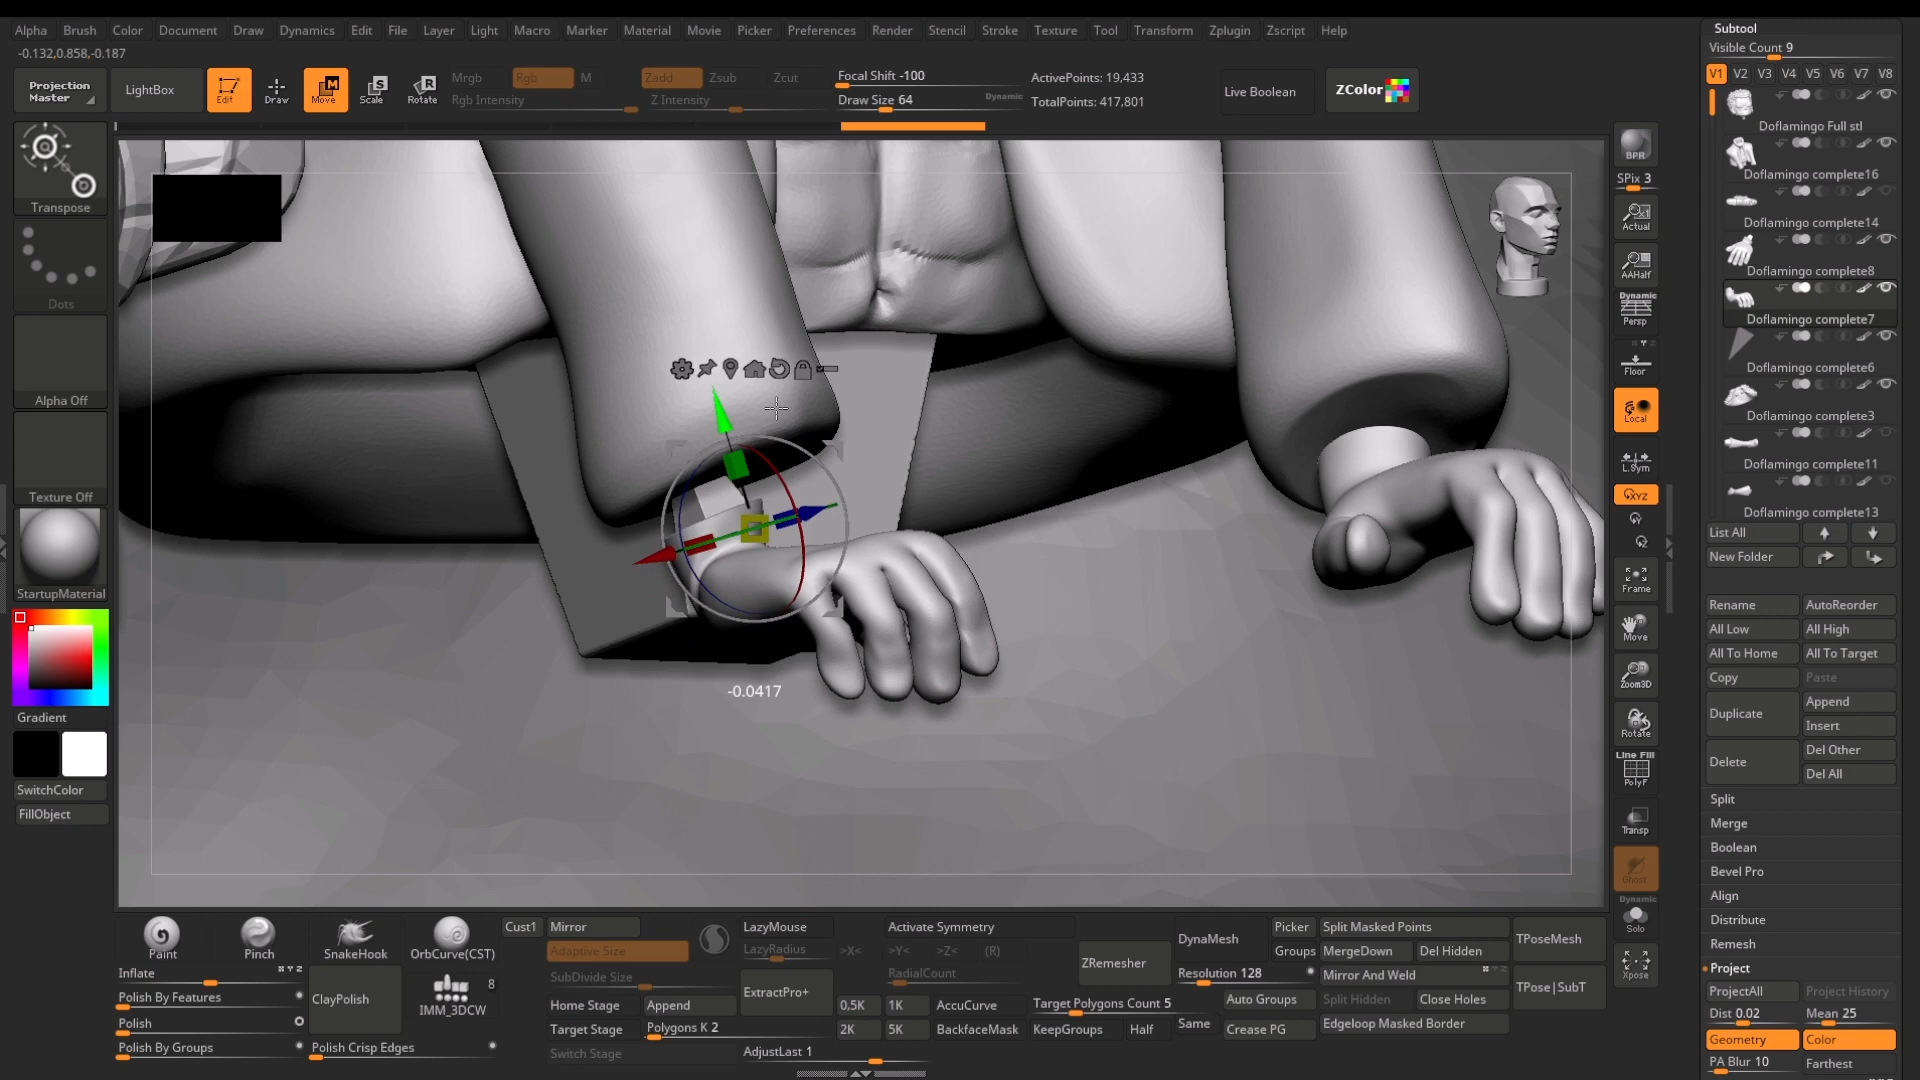 Alpha Brush Color Document Draw Dynamics Edit File Layer Light Macro Marker Material Movie Picker Preferences Render Stencil Stroke Texture Tool Transform Zplugin Zscript Help
-0.132,0.858,-0.187
Projection Master
LightBox
Edit
Draw
Move
Scale
Rotate
Mrgb Rgb M
Rgb Intensity
Zadd Zsub Zcut
Z Intensity
Focal Shift -100
Draw Size 64
Dynamic
ActivePoints: 19,433
TotalPoints: 417,801
Live Boolean
ZColor
Transpose
Dots
Alpha Off
Texture Off
StartupMaterial
Gradient
SwitchColor
FillObject
-0.0417
BPR
SPix 3
Actual
AAHalf
Dynamic
Persp
Floor
Local
L.Sym
XYZ
Frame
Move
Zoom3D
Rotate
Line Fill
PolyF
Transp
Ghost
Dynamic
Solo
Xpose
Subtool
Visible Count 9
V1 V2 V3 V4 V5 V6 V7 V8
Doflamingo Full stl
Doflamingo complete16
Doflamingo complete14
Doflamingo complete8
Doflamingo complete7
Doflamingo complete6
Doflamingo complete3
Doflamingo complete11
Doflamingo complete13
List All
New Folder
Rename AutoReorder
All Low All High
All To Home All To Target
Copy Paste
Duplicate Append
Insert
Delete Del Other
Del All
Split
Merge
Boolean
Bevel Pro
Align
Distribute
Remesh
Project
ProjectAll Project History
Dist 0.02 Mean 25
Geometry Color
PA Blur 10 Farthest
Paint
Pinch
SnakeHook
OrbCurve(CST)
Inflate
Polish By Features
Polish
Polish By Groups
ClayPolish
8
IMM_3DCW
Polish Crisp Edges
Cust1 Mirror
Adaptive Size
SubDivide Size
Home Stage Append
Target Stage Polygons K 2
Switch Stage
LazyMouse
LazyRadius
ExtractPro+
AdjustLast 1
Activate Symmetry
>X< >Y< >Z< (R)
RadialCount
0,5K 1K AccuCurve
2K 5K BackfaceMask
ZRemesher
Target Polygons Count 5
KeepGroups Half Same
DynaMesh
Resolution 128
Auto Groups
Crease PG
Picker
Groups
Split Masked Points
MergeDown Del Hidden
Mirror And Weld
Split Hidden Close Holes
Edgeloop Masked Border
TPoseMesh
TPose|SubT